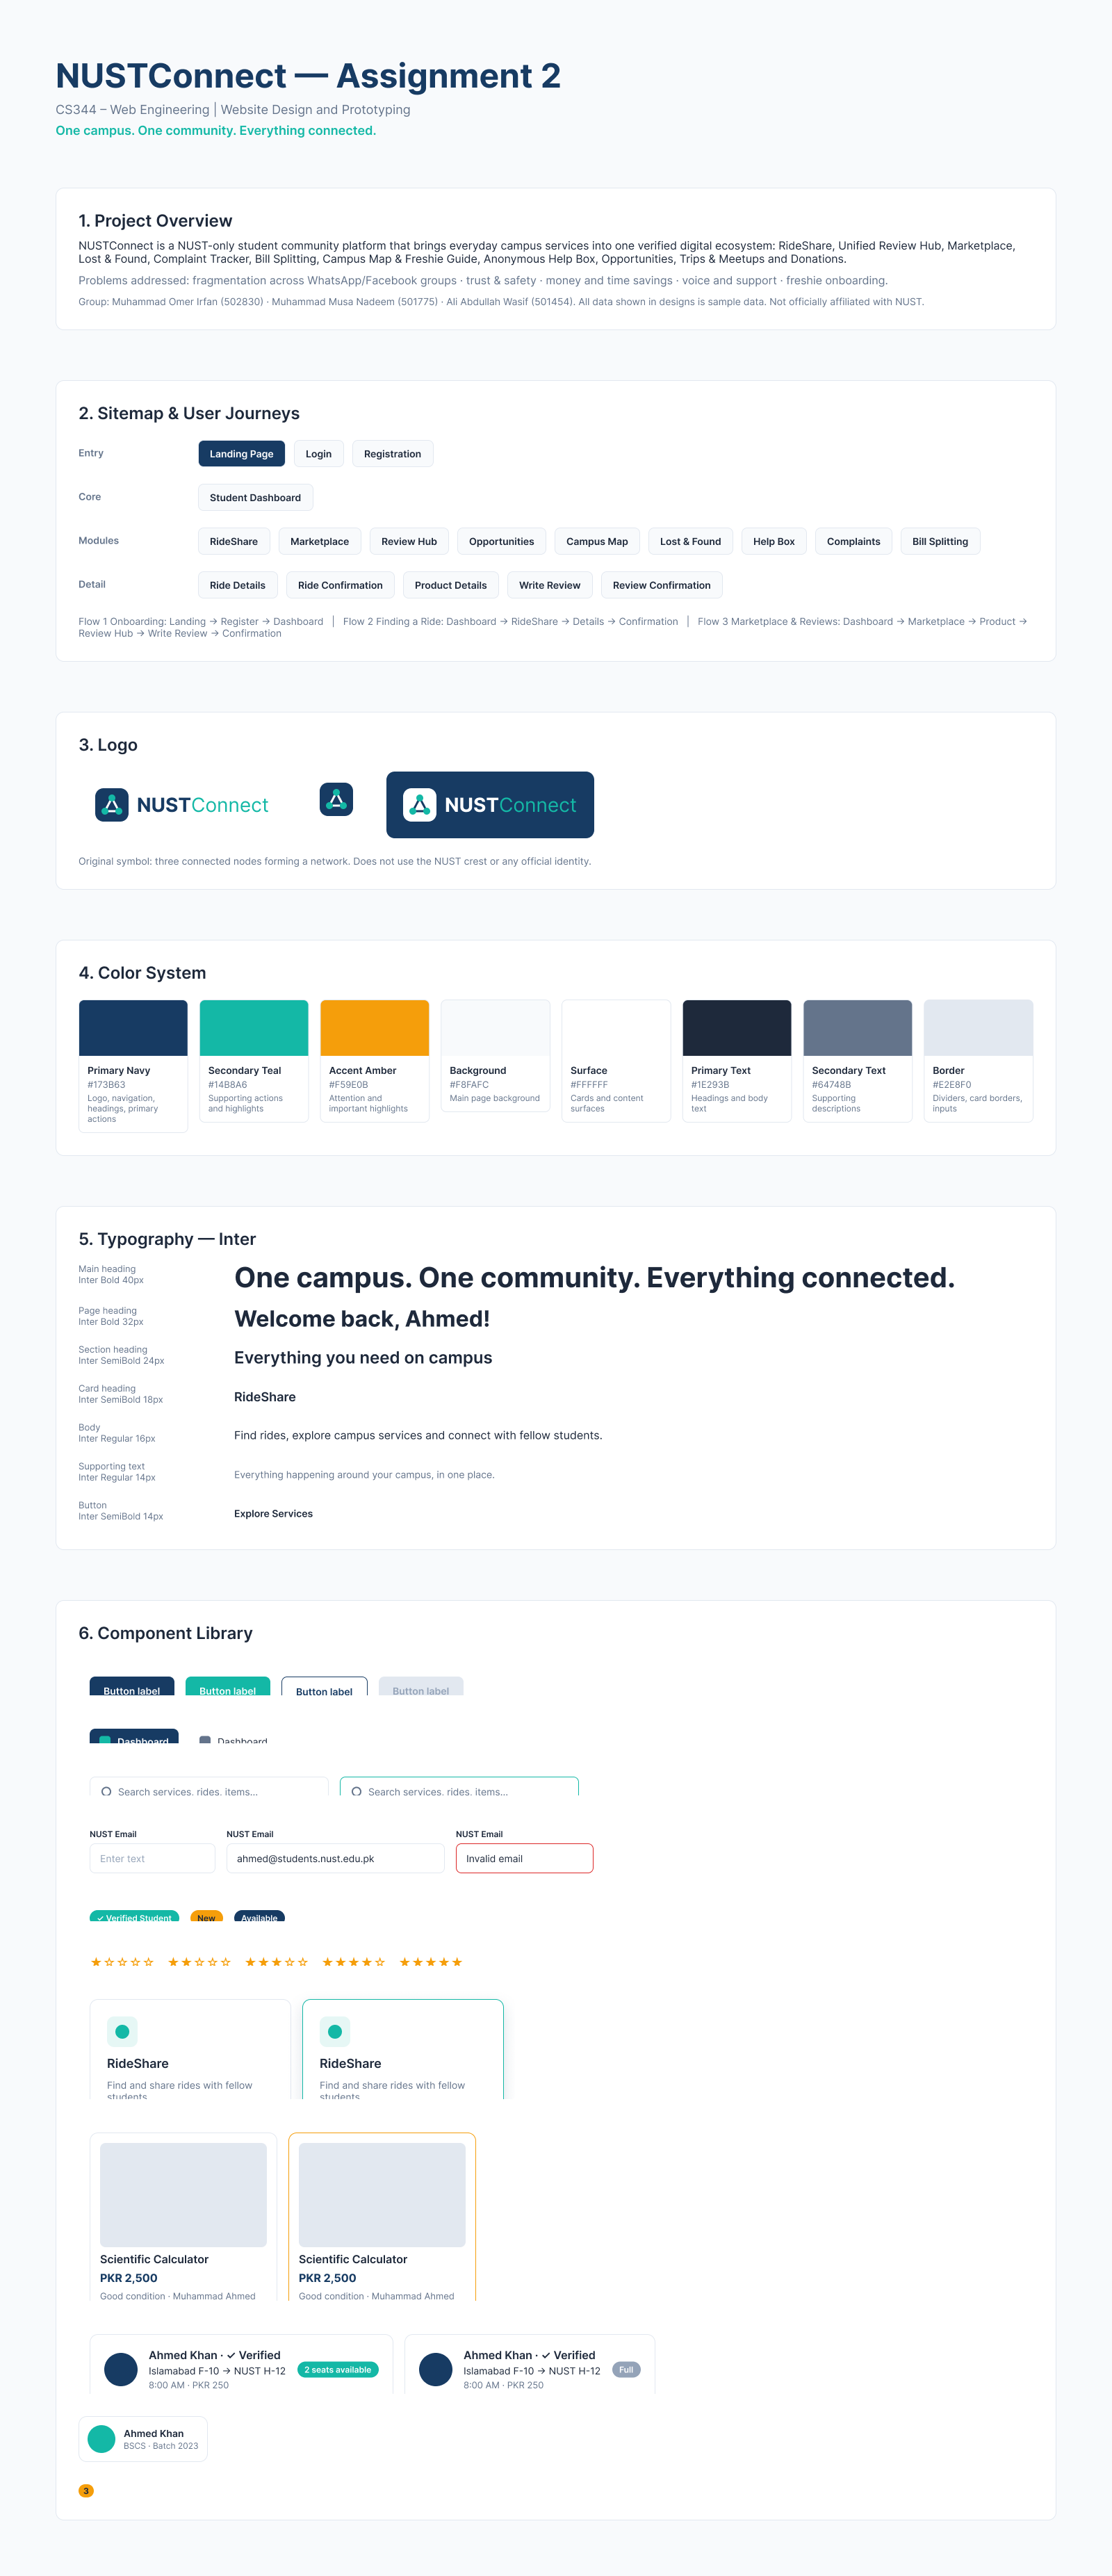 NUSTConnect — Assignment 2
CS344 – Web Engineering | Website Design and Prototyping
One campus. One community. Everything connected.
1. Project Overview
NUSTConnect is a NUST-only student community platform that brings everyday campus services into one verified digital ecosystem: RideShare, Unified Review Hub, Marketplace,
Lost & Found, Complaint Tracker, Bill Splitting, Campus Map & Freshie Guide, Anonymous Help Box, Opportunities, Trips & Meetups and Donations.
Problems addressed: fragmentation across WhatsApp/Facebook groups · trust & safety · money and time savings · voice and support · freshie onboarding.
Group: Muhammad Omer Irfan (502830) · Muhammad Musa Nadeem (501775) · Ali Abdullah Wasif (501454). All data shown in designs is sample data. Not officially affiliated with NUST.
2. Sitemap & User Journeys
Entry
Landing Page
Login
Registration
Core
Student Dashboard
Modules
RideShare
Marketplace
Review Hub
Opportunities
Campus Map
Lost & Found
Help Box
Complaints
Bill Splitting
Detail
Ride Details
Ride Confirmation
Product Details
Write Review
Review Confirmation
Flow 1 Onboarding: Landing → Register → Dashboard | Flow 2 Finding a Ride: Dashboard → RideShare → Details → Confirmation | Flow 3 Marketplace & Reviews: Dashboard → Marketplace → Product →
Review Hub → Write Review → Confirmation
3. Logo
NUSTConnect
NUSTConnect
Original symbol: three connected nodes forming a network. Does not use the NUST crest or any official identity.
4. Color System
Primary Navy
#173B63
Logo, navigation,
headings, primary
actions
Secondary Teal
#14B8A6
Supporting actions
and highlights
Accent Amber
#F59E0B
Attention and
important highlights
Background
#F8FAFC
Main page background
Surface
#FFFFFF
Cards and content
surfaces
Primary Text
#1E293B
Headings and body
text
Secondary Text
#64748B
Supporting
descriptions
Border
#E2E8F0
Dividers, card borders,
inputs
5. Typography — Inter
Main heading
Inter Bold 40px
One campus. One community. Everything connected.
Page heading
Inter Bold 32px
Welcome back, Ahmed!
Section heading
Inter SemiBold 24px
Everything you need on campus
Card heading
Inter SemiBold 18px
RideShare
Body
Inter Regular 16px
Find rides, explore campus services and connect with fellow students.
Supporting text
Inter Regular 14px
Everything happening around your campus, in one place.
Button
Inter SemiBold 14px
Explore Services
6. Component Library
Button label
Button label
Button label
Button label
Dashboard
Dashboard
Search services, rides, items...
Search services, rides, items...
NUST Email
Enter text
NUST Email
ahmed@students.nust.edu.pk
NUST Email
Invalid email
✓ Verified Student
New
Available
★☆☆☆☆
★★☆☆☆
★★★☆☆
★★★★☆
★★★★★
RideShare
Find and share rides with fellow
students
RideShare
Find and share rides with fellow
students
Scientific Calculator
PKR 2,500
Good condition · Muhammad Ahmed
Scientific Calculator
PKR 2,500
Good condition · Muhammad Ahmed
Ahmed Khan · ✓ Verified
Islamabad F-10 → NUST H-12
8:00 AM · PKR 250
2 seats available
Ahmed Khan · ✓ Verified
Islamabad F-10 → NUST H-12
8:00 AM · PKR 250
Full
Ahmed Khan
BSCS · Batch 2023
3